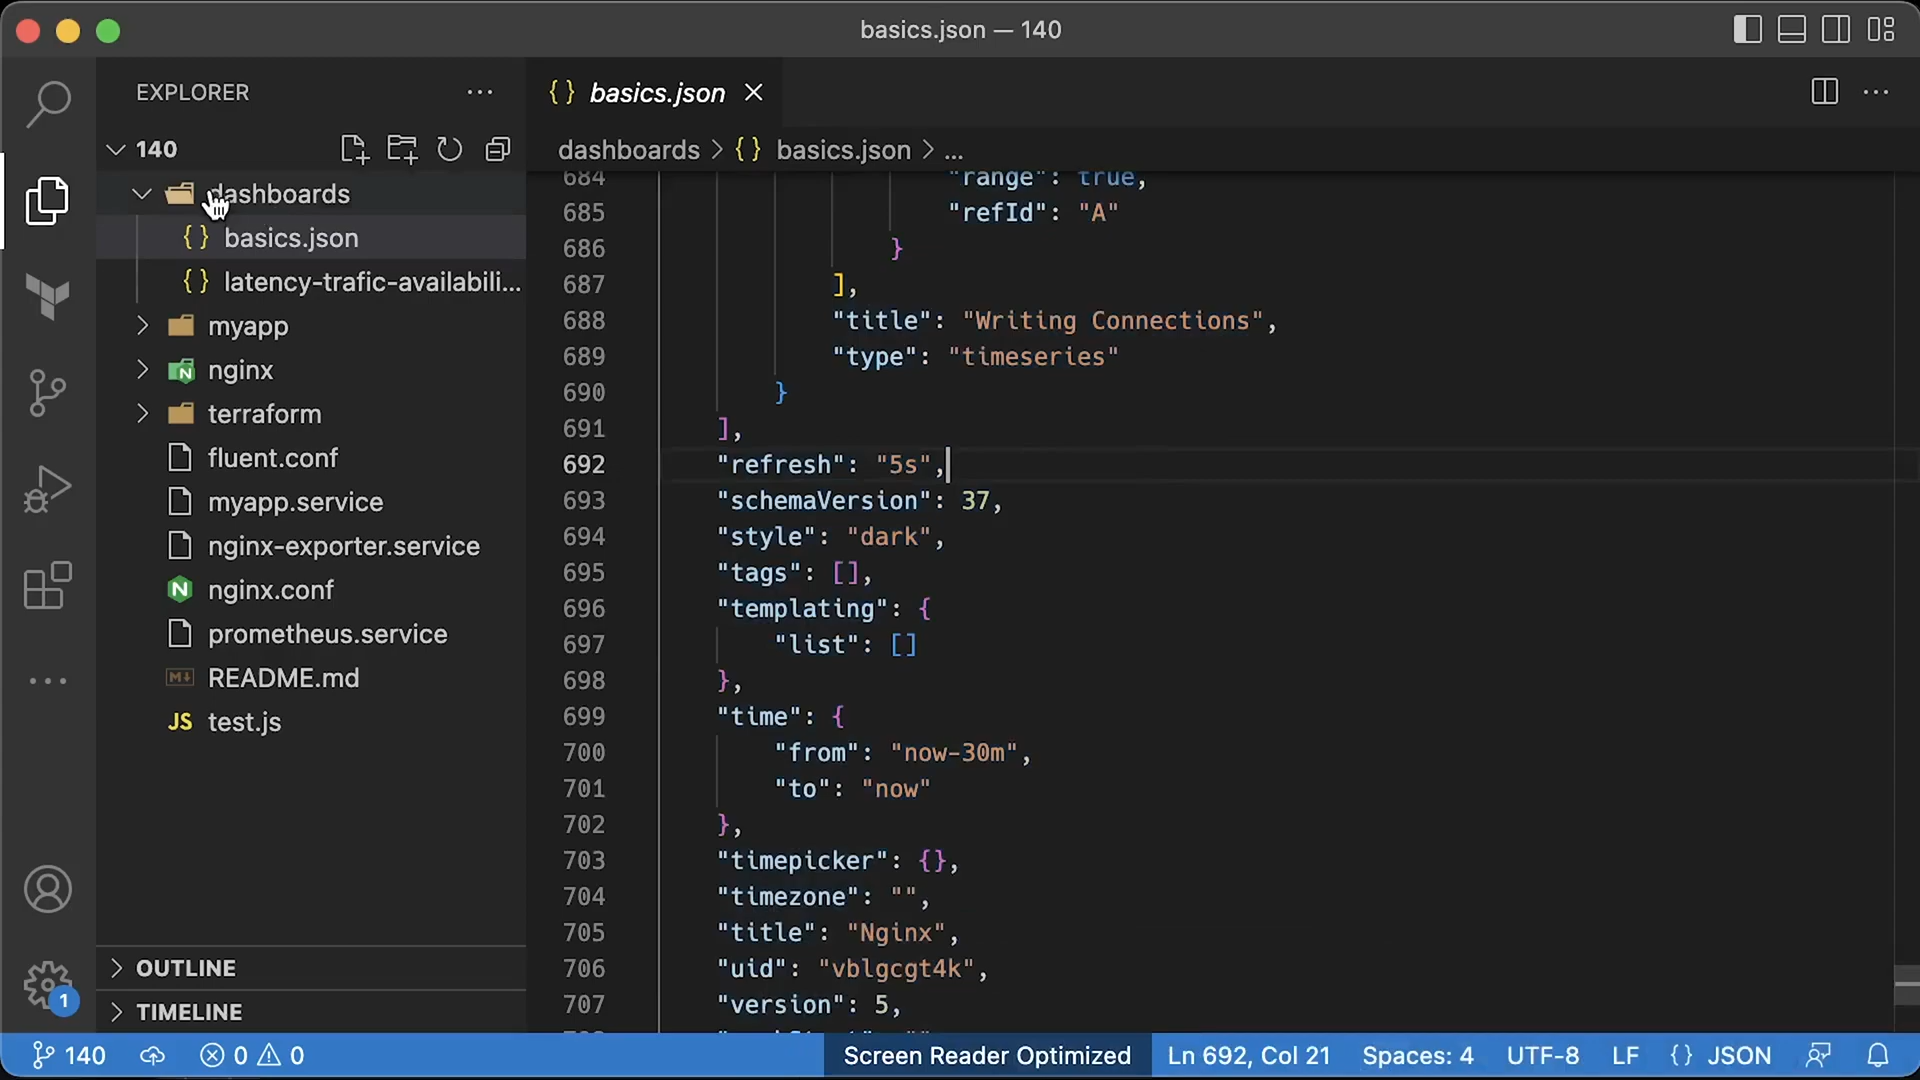 basics.json — 140
EXPLORER
140
dashboards
basics.json
latency-trafic-availabili...
myapp
nginx
terraform
fluent.conf
myapp.service
nginx-exporter.service
nginx.conf
prometheus.service
README.md
JS test.js
OUTLINE
TIMELINE
1
{} basics.json
dashboards > {} basics.json > ...
684 "range": true,
685 "refId": "A"
686 }
687 ],
688 "title": "Writing Connections",
689 "type": "timeseries"
690 }
691 ],
692 "refresh": "5s",
693 "schemaVersion": 37,
694 "style": "dark",
695 "tags": [],
696 "templating": {
697 "list": []
698 },
699 "time": {
700 "from": "now-30m",
701 "to": "now"
702 },
703 "timepicker": {},
704 "timezone": "",
705 "title": "Nginx",
706 "uid": "vblgcgt4k",
707 "version": 5,
140 0 0 Screen Reader Optimized Ln 692, Col 21 Spaces: 4 UTF-8 LF {} JSON